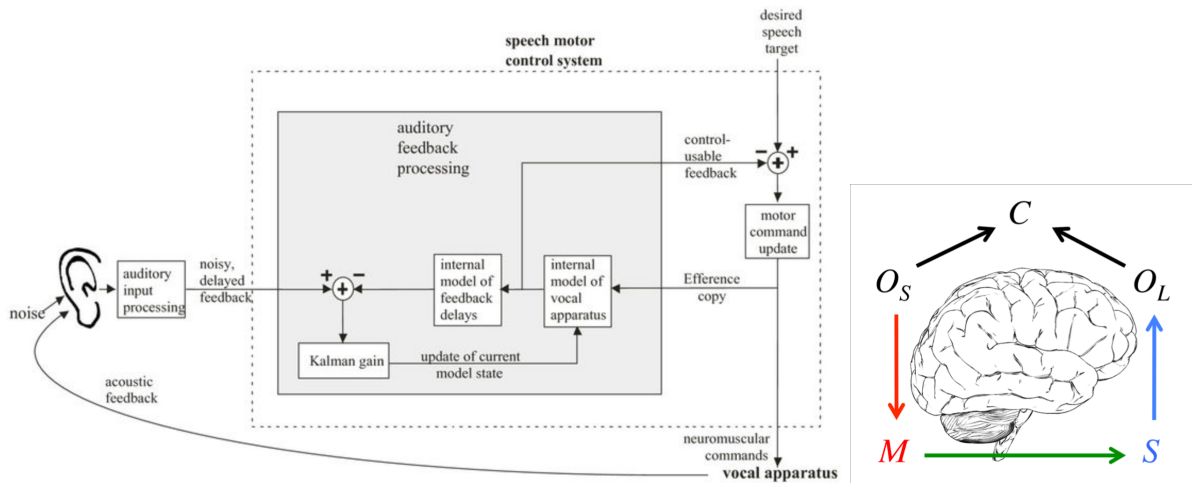 desired
speech
target
speech motor
control system
auditory
feedback
processing
control-
usable
feedback
− +
+
motor
command
update
auditory
input
processing
noisy,
delayed
feedback
+ −
+
internal
model of
feedback
delays
internal
model of
vocal
apparatus
Efference
copy
noise
Kalman gain
update of current
model state
acoustic
feedback
neuromuscular
commands
vocal apparatus
C
O_S O_L
M S